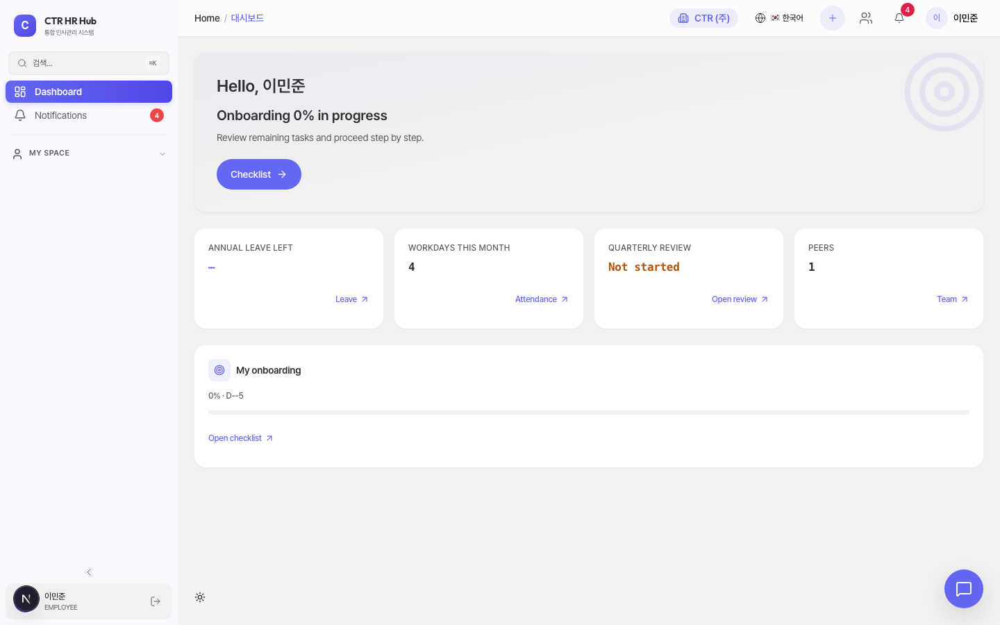 CTR HR Hub
통합 인사관리 시스템
검색...
⌘K
Dashboard
Notifications
4
MY SPACE
이민준
EMPLOYEE
Home / 대시보드
CTR (주)
한국어
4
이
이민준
Hello, 이민준
Onboarding 0% in progress
Review remaining tasks and proceed step by step.
Checklist
ANNUAL LEAVE LEFT
–
Leave
WORKDAYS THIS MONTH
4
Attendance
QUARTERLY REVIEW
Not started
Open review
PEERS
1
Team
My onboarding
0% · D--5
Open checklist